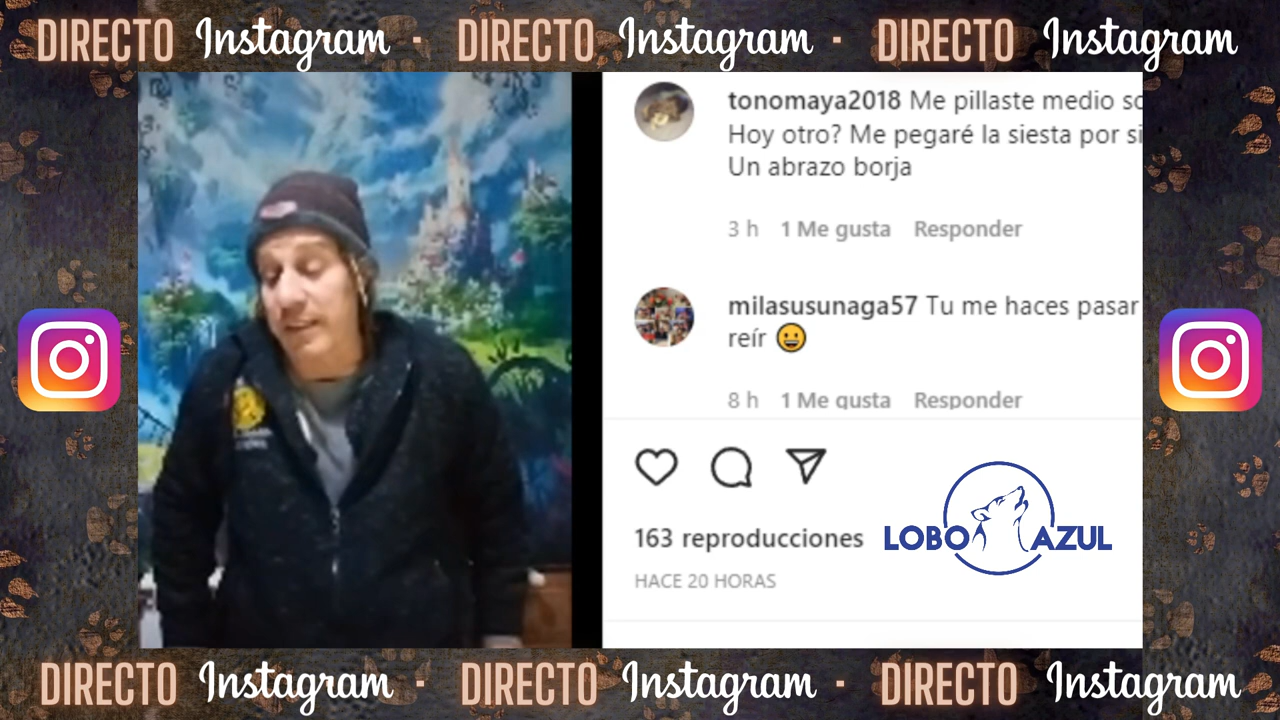 DIRECTO Instagram · DIRECTO Instagram · DIRECTO Instagram
tonomaya2018 Me pillaste medio
Hoy otro? Me pegaré la siesta por si
Un abrazo borja
3 h 1 Me gusta Responder
milasusunaga57 Tu me haces pasar
reír 😀
8 h 1 Me gusta Responder
163 reproducciones
HACE 20 HORAS
LOBO AZUL
DIRECTO Instagram · DIRECTO Instagram · DIRECTO Instagram